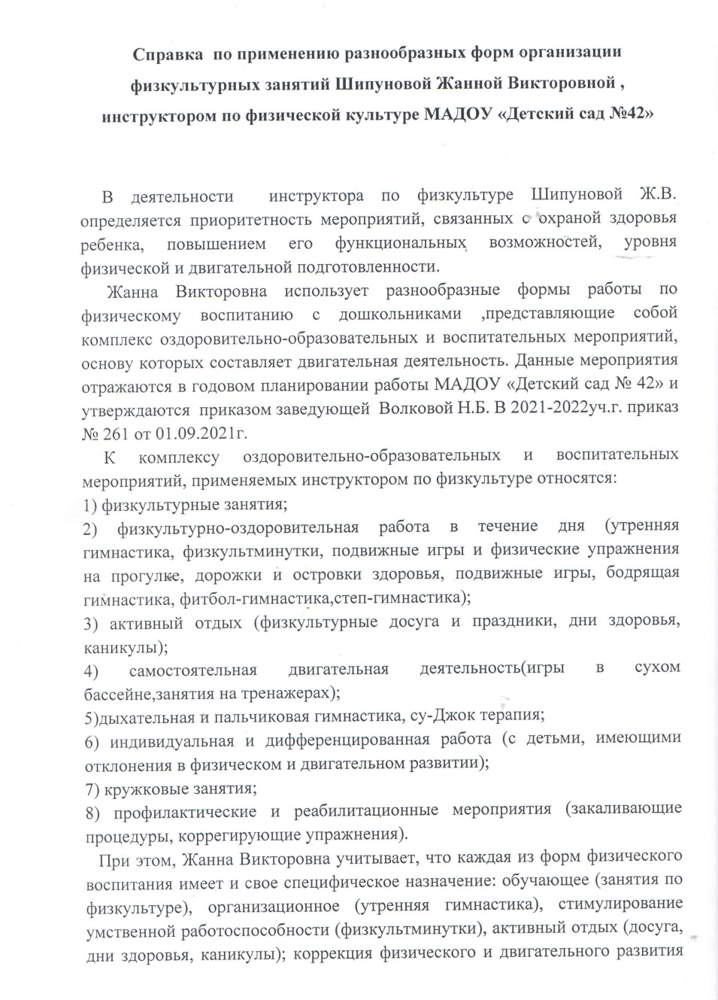 Справка по применению разнообразных форм организации
физкультурных занятий Шипуновой Жанной Викторовной ,
инструктором по физической культуре МАДОУ «Детский сад №42»
В деятельности инструктора по физкультуре Шипуновой Ж.В.
определяется приоритетность мероприятий, связанных с охраной здоровья
ребенка, повышением его функциональных возможностей, уровня
физической и двигательной подготовленности.
Жанна Викторовна использует разнообразные формы работы по
физическому воспитанию с дошкольниками ,представляющие собой
комплекс оздоровительно-образовательных и воспитательных мероприятий,
основу которых составляет двигательная деятельность. Данные мероприятия
отражаются в годовом планировании работы МАДОУ «Детский сад № 42» и
утверждаются приказом заведующей Волковой Н.Б. В 2021-2022уч.г. приказ
№ 261 от 01.09.2021г.
К комплексу оздоровительно-образовательных и воспитательных
мероприятий, применяемых инструктором по физкультуре относятся:
1) физкультурные занятия;
2) физкультурно-оздоровительная работа в течение дня (утренняя
гимнастика, физкультминутки, подвижные игры и физические упражнения
на прогулке, дорожки и островки здоровья, подвижные игры, бодрящая
гимнастика, фитбол-гимнастика,степ-гимнастика);
3) активный отдых (физкультурные досуга и праздники, дни здоровья,
каникулы);
4) самостоятельная двигательная деятельность(игры в сухом
бассейне,занятия на тренажерах);
5)дыхательная и пальчиковая гимнастика, су-Джок терапия;
6) индивидуальная и дифференцированная работа (с детьми, имеющими
отклонения в физическом и двигательном развитии);
7) кружковые занятия;
8) профилактические и реабилитационные мероприятия (закаливающие
процедуры, коррегирующие упражнения).
При этом, Жанна Викторовна учитывает, что каждая из форм физического
воспитания имеет и свое специфическое назначение: обучающее (занятия по
физкультуре), организационное (утренняя гимнастика), стимулирование
умственной работоспособности (физкультминутки), активный отдых (досуга,
дни здоровья, каникулы); коррекция физического и двигательного развития